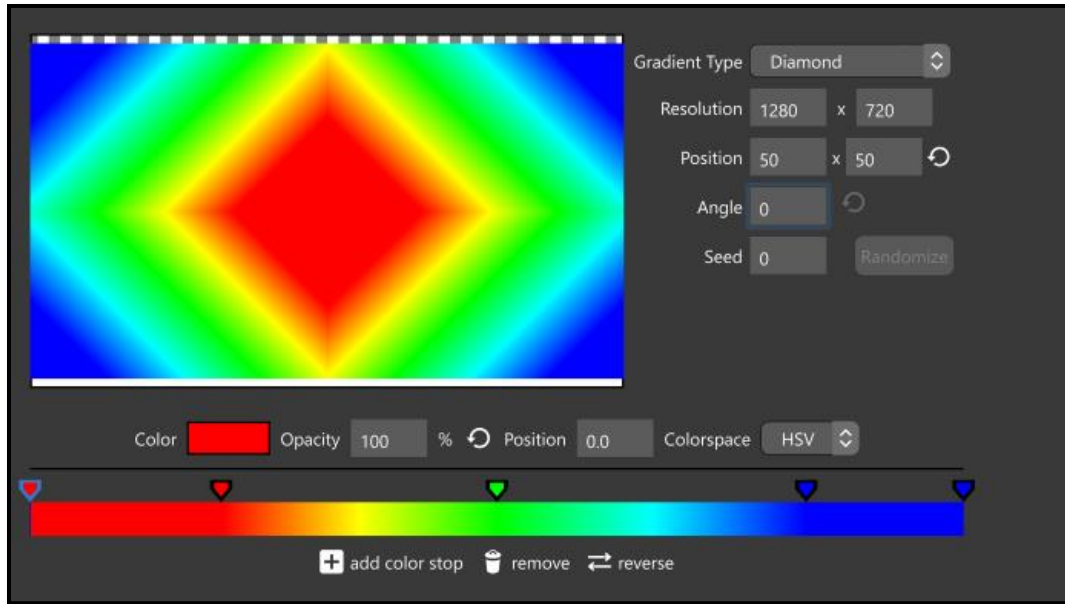 Gradient Type Diamond
Resolution 1280 x 720
Position 50 x 50
Angle 0
Seed 0 Randomize
Color Opacity 100 % Position 0.0 Colorspace HSV
add color stop remove reverse